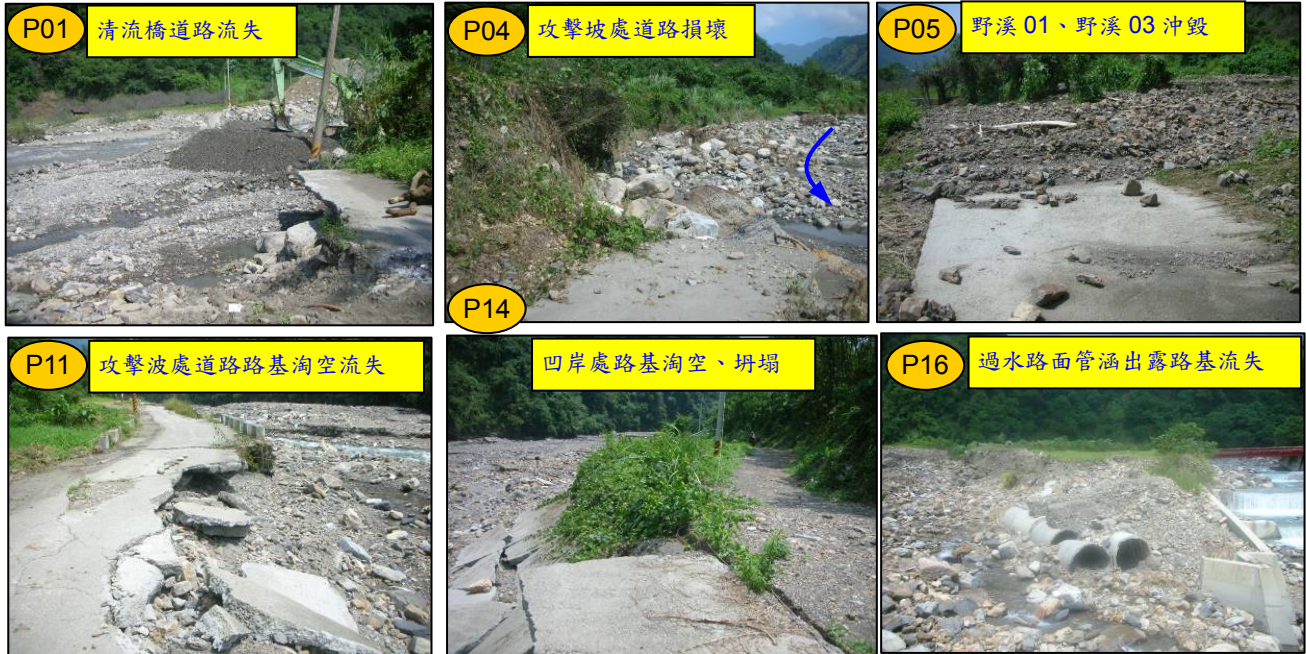 P01
清流橋道路流失
P04
攻擊坡處道路損壞
P05
野溪 01、野溪 03 沖毀
P11
攻擊波處道路路基淘空流失
P14
凹岸處路基淘空、坍塌
P16
過水路面管涵出露路基流失